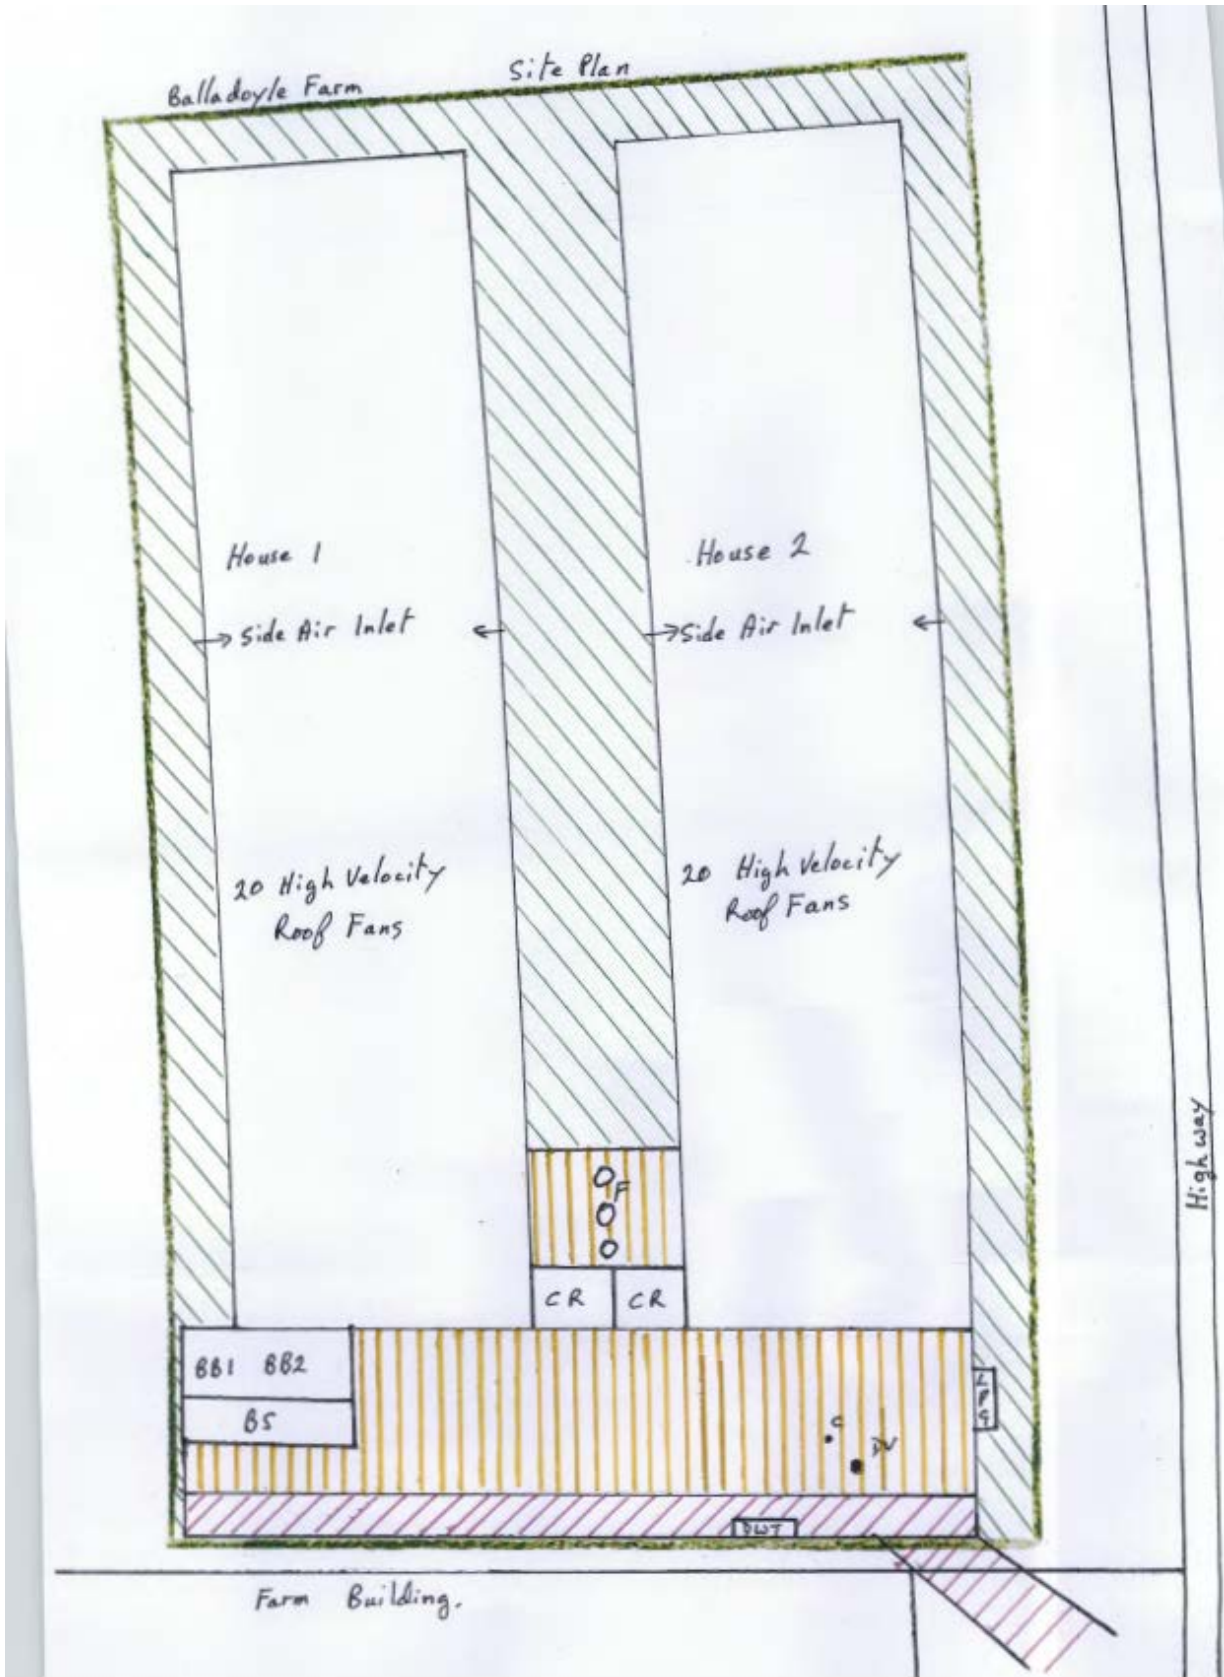 Balladoyle Farm
Site Plan
House 1
House 2
Side Air Inlet
Side Air Inlet
20 High Velocity
Roof Fans
20 High Velocity
Roof Fans
Highway
F
CR
CR
BB1 BB2
BS
LPG
C
DV
DWT
Farm Building.